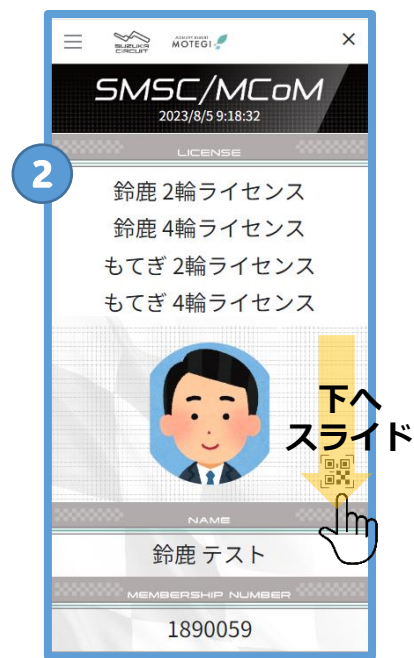 SUZUKA
CIRCUIT
MOTEGI
×
SMSC/MCoM
2023/8/5 9:18:32
LICENSE
2
鈴鹿 2輪ライセンス
鈴鹿 4輪ライセンス
もてぎ 2輪ライセンス
もてぎ 4輪ライセンス
下へ
スライド
NAME
鈴鹿 テスト
MEMBERSHIP NUMBER
1890059